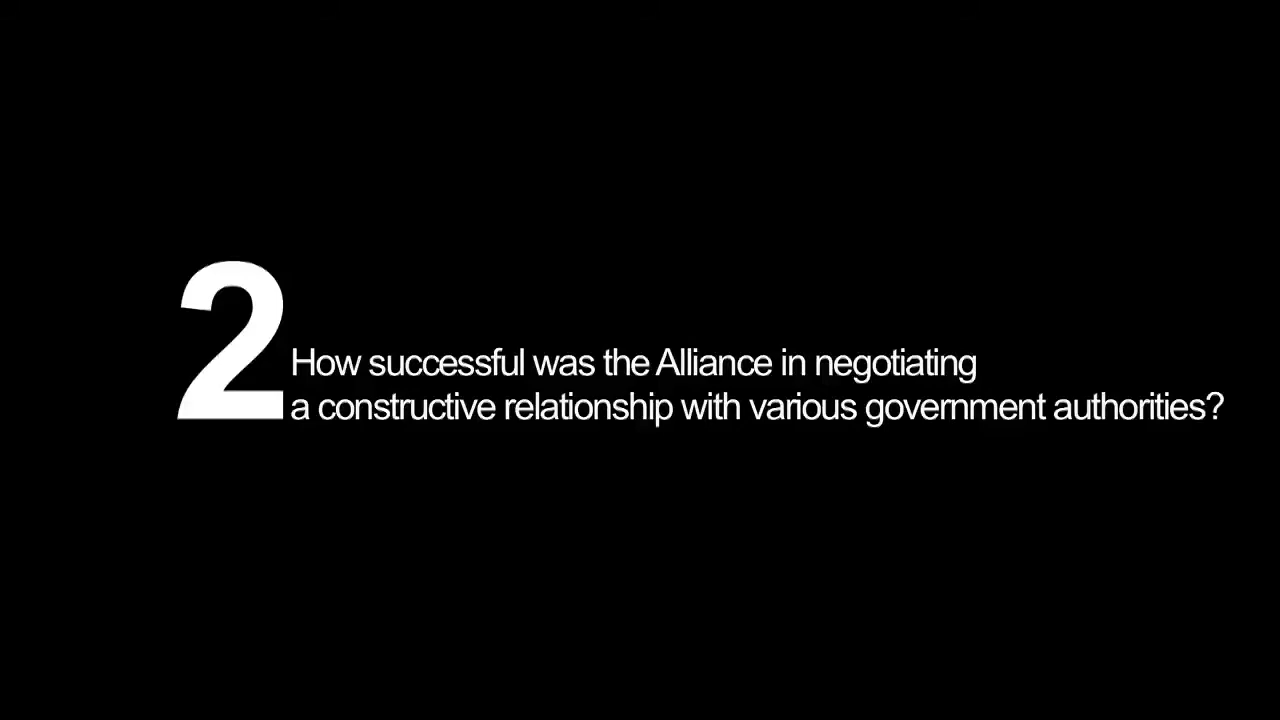 2
How successful was the Alliance in negotiating
a constructive relationship with various government authorities?